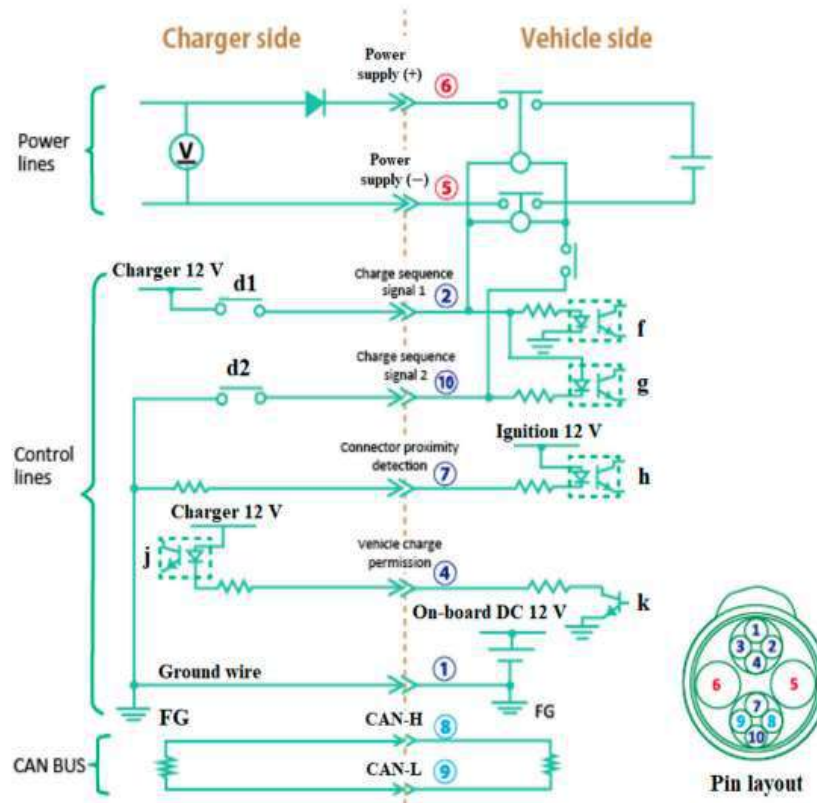 Charger side
Vehicle side
Power
supply (+)
6
Power
lines
V
Power
supply (−)
5
Charger 12 V
d1
Charge sequence
signal 1
2
f
d2
Charge sequence
signal 2
10
g
Ignition 12 V
Control
lines
Connector proximity
detection
7
h
Charger 12 V
j
Vehicle charge
permission
4
k
On-board DC 12 V
Ground wire
1
FG
FG
CAN BUS
CAN-H
8
CAN-L
9
1
3
2
4
6
5
7
9
8
10
Pin layout